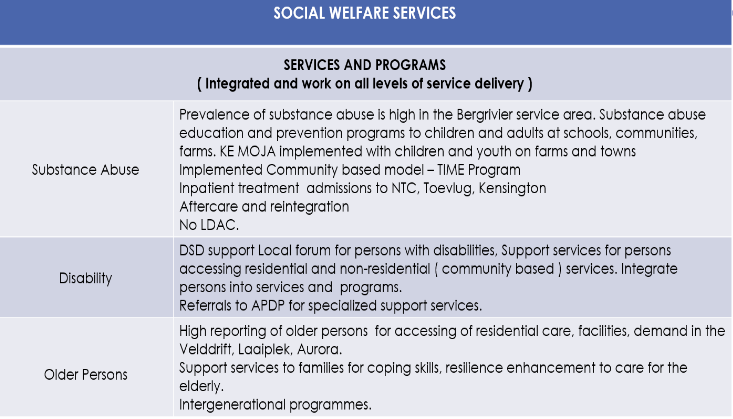 SOCIAL WELFARE SERVICES
SERVICES AND PROGRAMS
( Integrated and work on all levels of service delivery )
Substance Abuse
Prevalence of substance abuse is high in the Bergrivier service area. Substance abuse
education and prevention programs to children and adults at schools, communities,
farms. KE MOJA implemented with children and youth on farms and towns
Implemented Community based model – TIME Program
Inpatient treatment admissions to NTC, Toevlug, Kensington
Aftercare and reintegration
No LDAC.
Disability
DSD support Local forum for persons with disabilities, Support services for persons
accessing residential and non-residential ( community based ) services. Integrate
persons into services and programs.
Referrals to APDP for specialized support services.
Older Persons
High reporting of older persons for accessing of residential care, facilities, demand in the
Velddrift, Laaiplek, Aurora.
Support services to families for coping skills, resilience enhancement to care for the
elderly.
Intergenerational programmes.